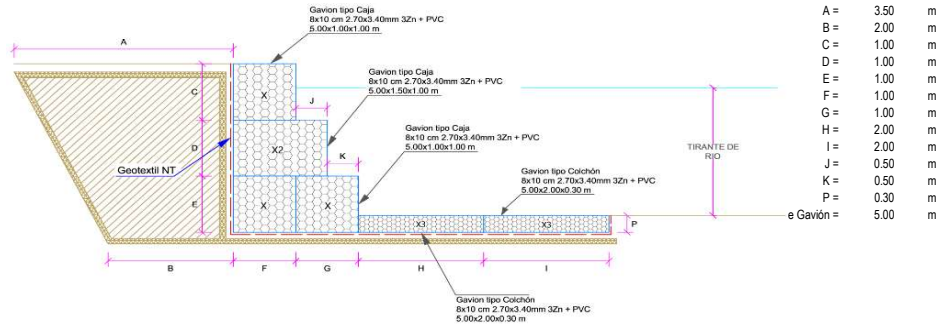 Gavion tipo Caja
8x10 cm 2.70x3.40mm 3Zn + PVC
5.00x1.00x1.00 m
A
Gavion tipo Caja
8x10 cm 2.70x3.40mm 3Zn + PVC
5.00x1.50x1.00 m
C
X
J
Gavion tipo Caja
8x10 cm 2.70x3.40mm 3Zn + PVC
5.00x1.00x1.00 m
D
X2
K
TIRANTE DE
RIO
Geotextil NT
Gavion tipo Colchón
8x10 cm 2.70x3.40mm 3Zn + PVC
5.00x2.00x0.30 m
E
X
X
X3
X3
P
B
F
G
H
I
Gavion tipo Colchón
8x10 cm 2.70x3.40mm 3Zn + PVC
5.00x2.00x0.30 m
A = 3.50 m
B = 2.00 m
C = 1.00 m
D = 1.00 m
E = 1.00 m
F = 1.00 m
G = 1.00 m
H = 2.00 m
I = 2.00 m
J = 0.50 m
K = 0.50 m
P = 0.30 m
e Gavión = 5.00 m